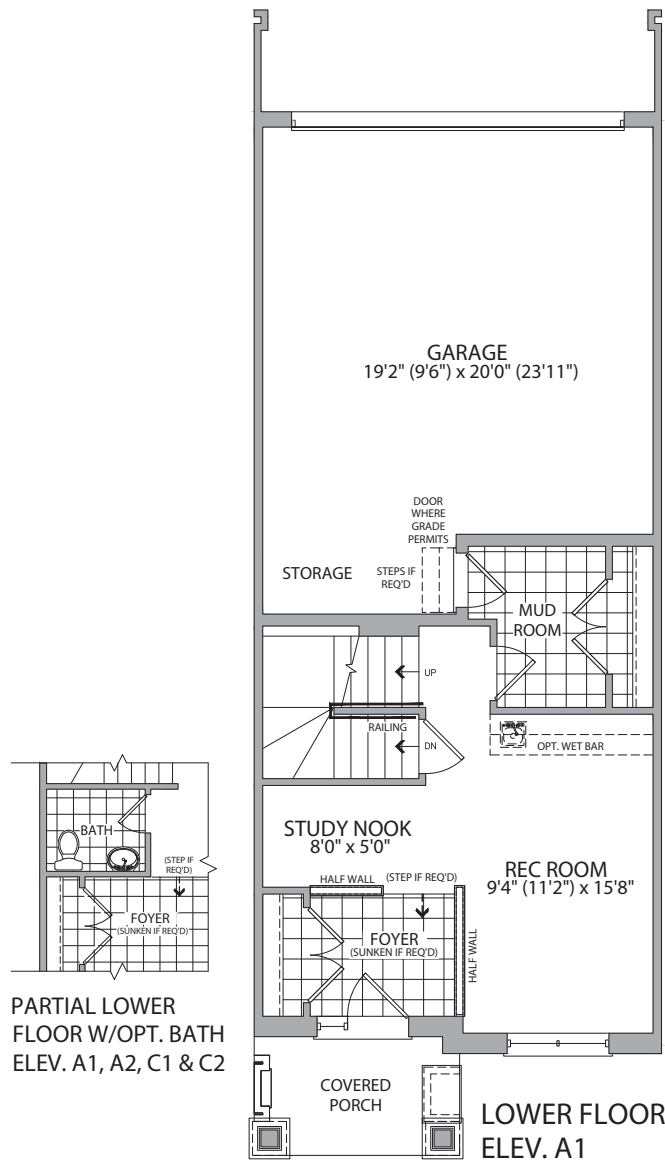 GARAGE
19'2" (9'6") x 20'0" (23'11")
DOOR
WHERE
GRADE
PERMITS
STORAGE
STEPS IF
REQ'D
MUD
ROOM
UP
RAILING
DN
OPT. WET BAR
STUDY NOOK
8'0" x 5'0"
REC ROOM
9'4" (11'2") x 15'8"
HALF WALL
(STEP IF REQ'D)
FOYER
(SUNKEN IF REQ'D)
HALF WALL
COVERED
PORCH
LOWER FLOOR
ELEV. A1
BATH
(STEP IF
REQ'D)
FOYER
(SUNKEN IF REQ'D)
PARTIAL LOWER
FLOOR W/OPT. BATH
ELEV. A1, A2, C1 & C2